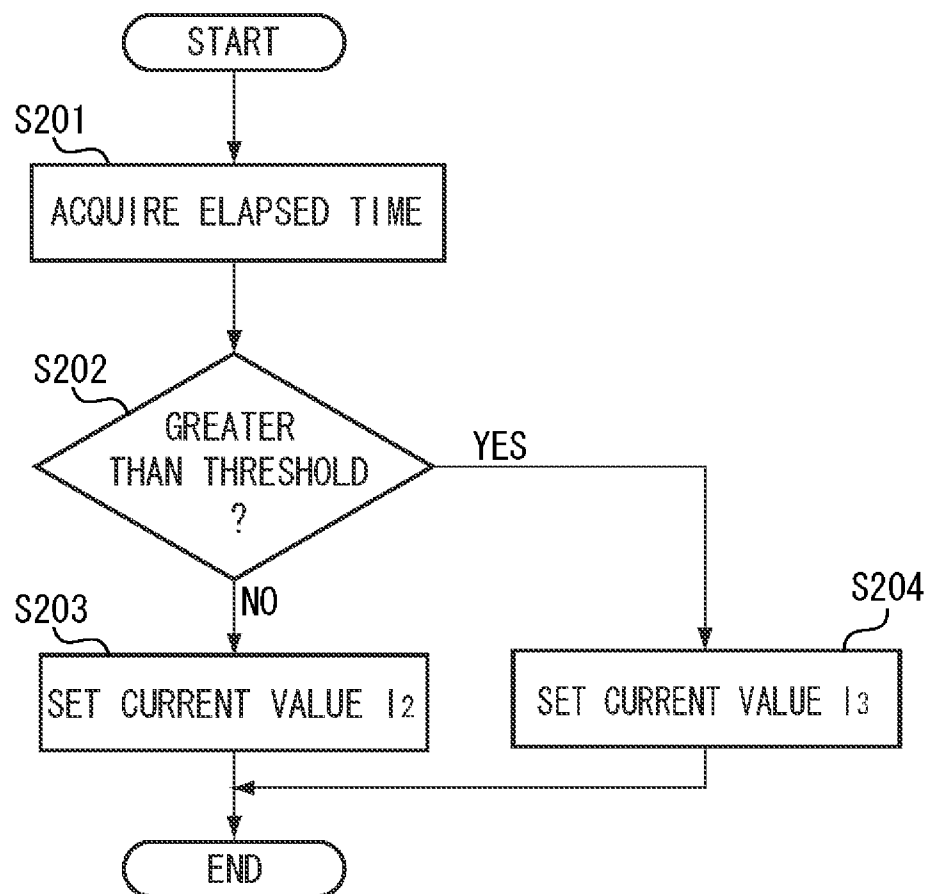 START
S201
ACQUIRE ELAPSED TIME
S202
GREATER
THAN THRESHOLD
?
YES
NO
S203
SET CURRENT VALUE I2
S204
SET CURRENT VALUE I3
END